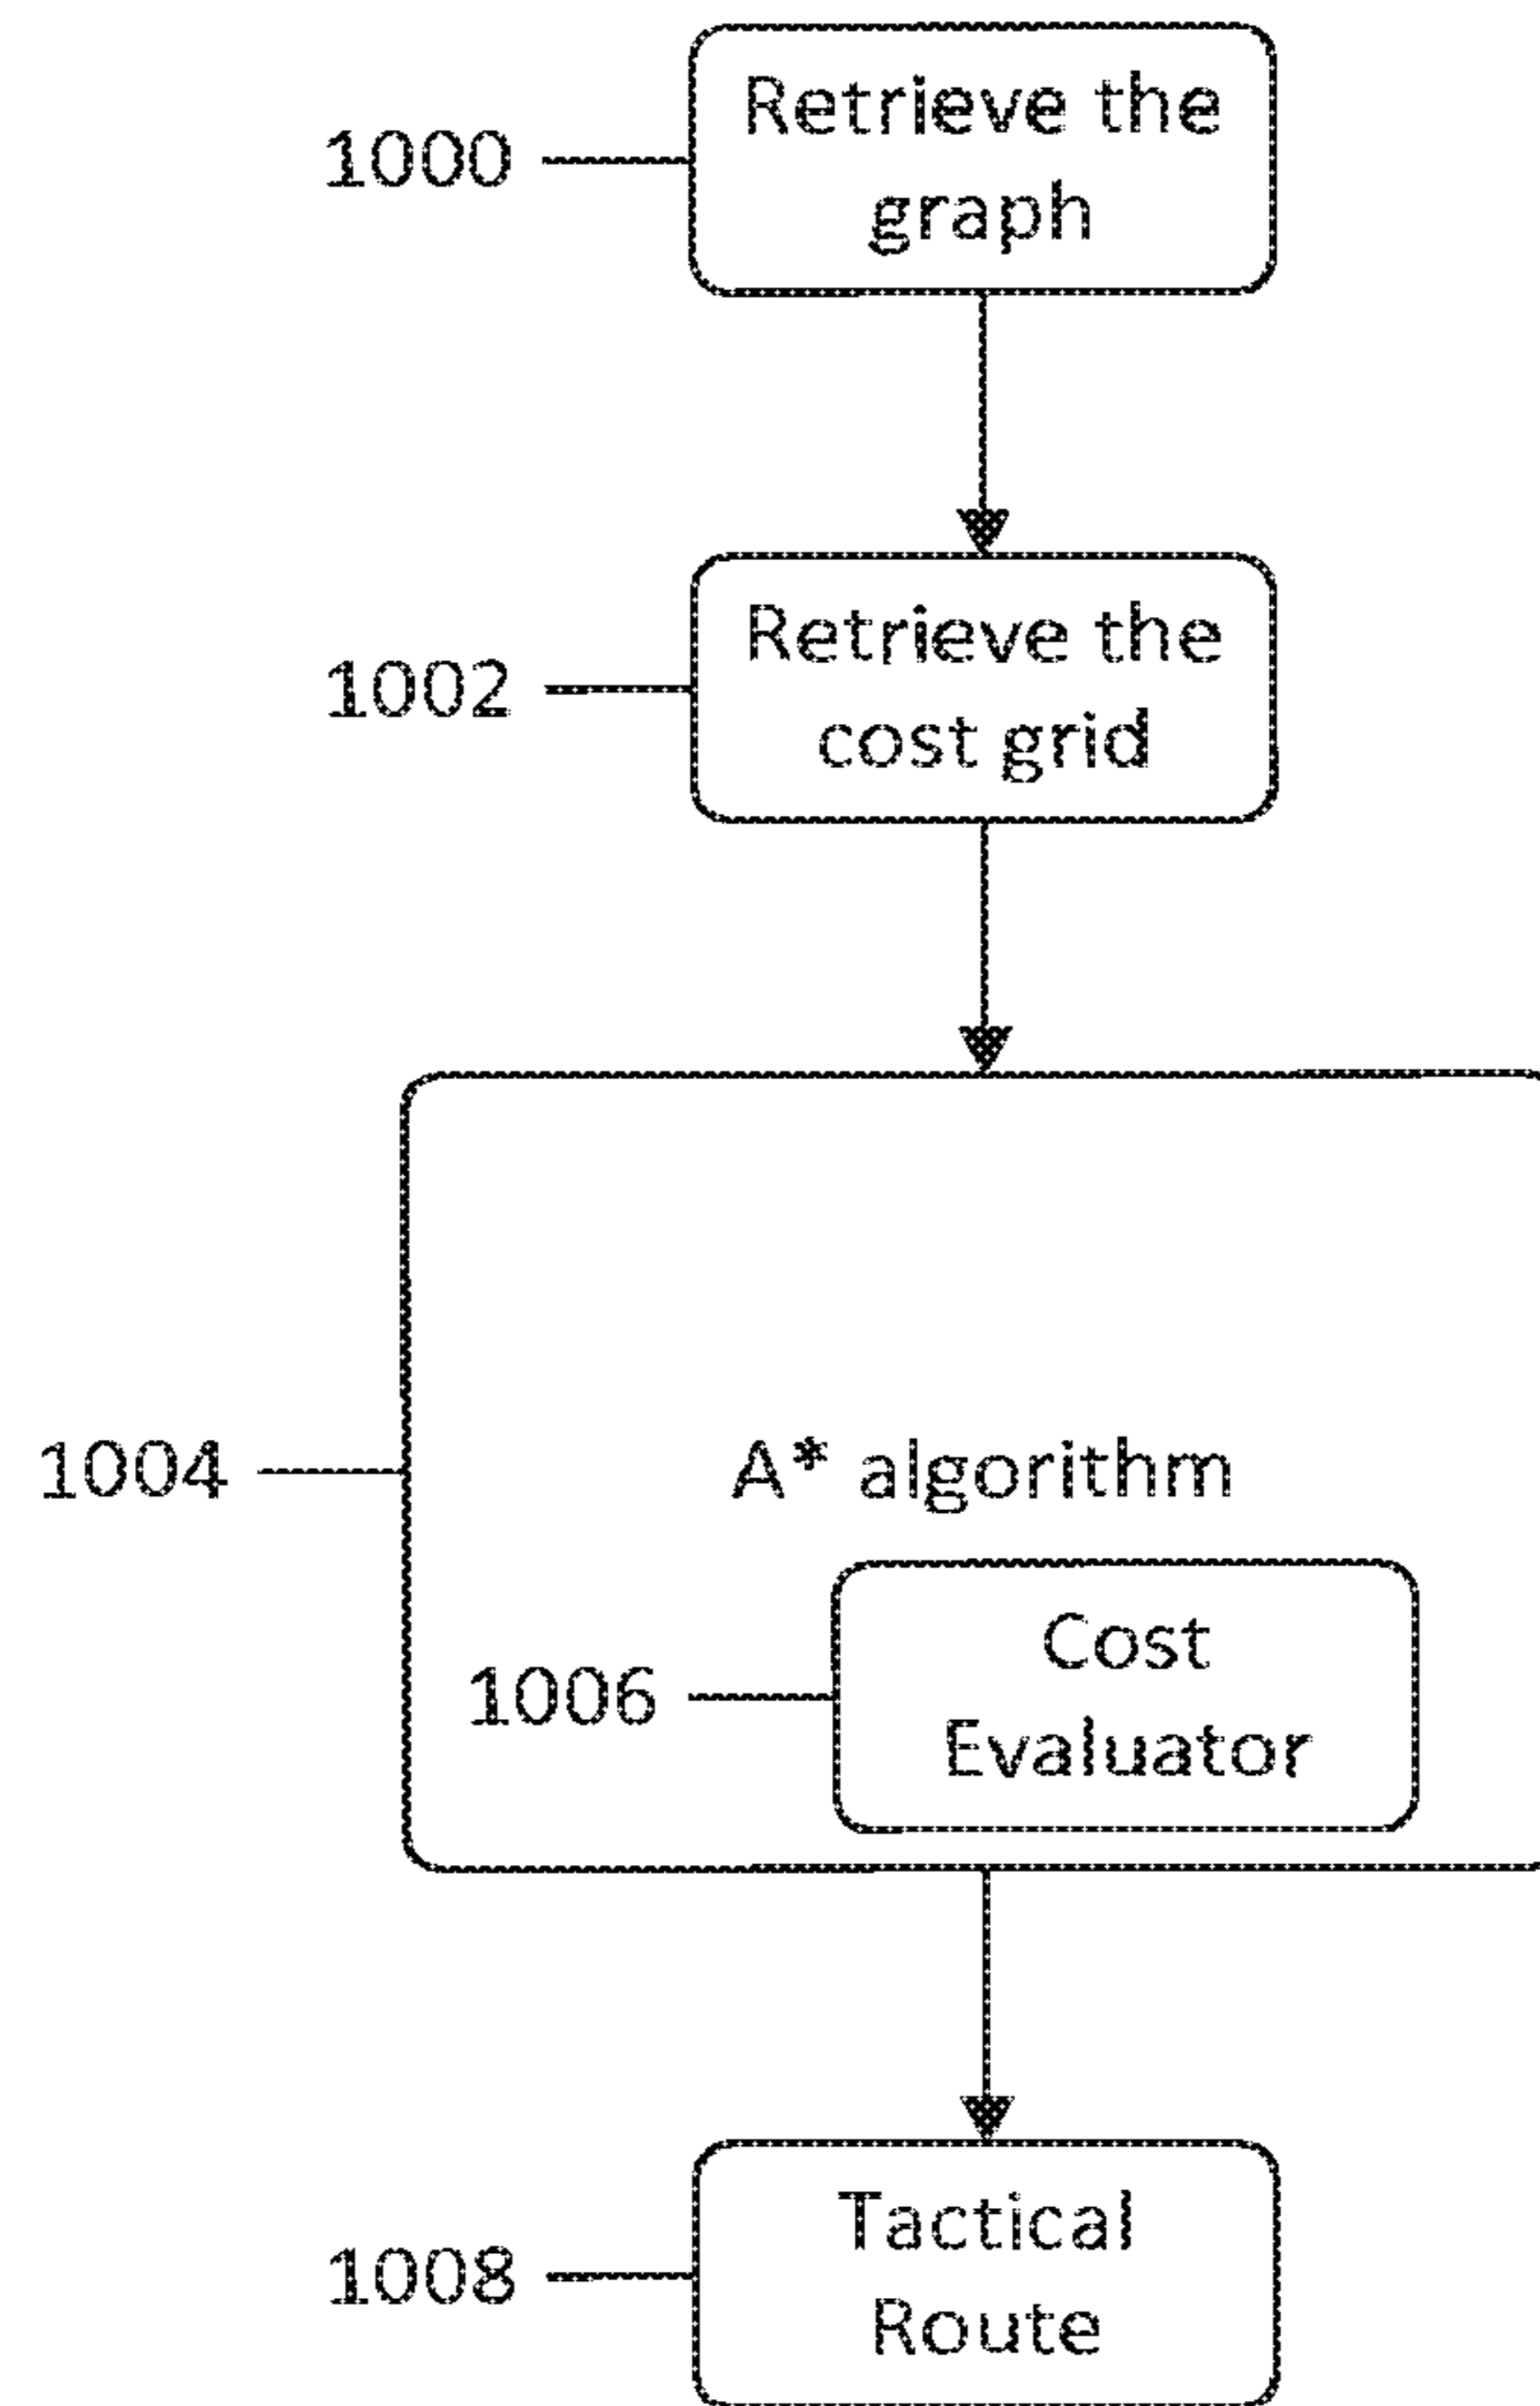 Retrieve the
1000
graph
Retrieve the
1002
cost grid
1004
A* algorithm
Cost
1006
Evaluator
Tactical
1008
Route